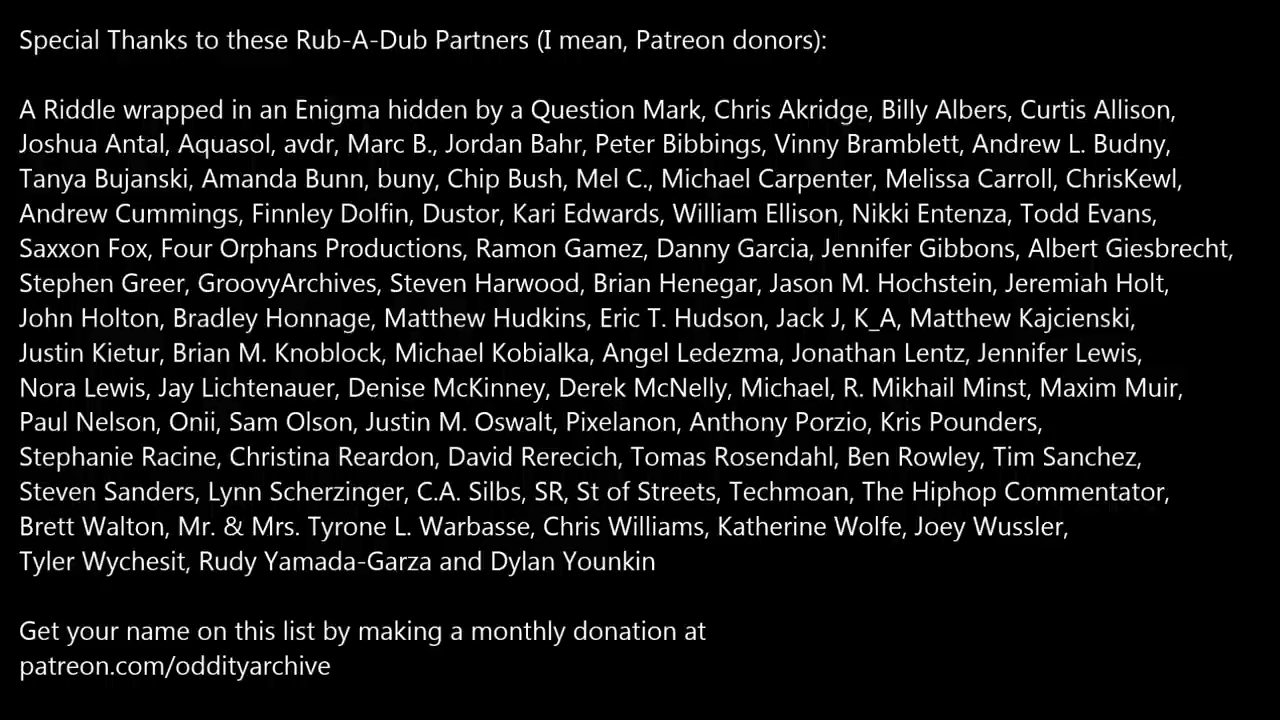 Special Thanks to these Rub-A-Dub Partners (I mean, Patreon donors):
A Riddle wrapped in an Enigma hidden by a Question Mark, Chris Akridge, Billy Albers, Curtis Allison,
Joshua Antal, Aquasol, avdr, Marc B., Jordan Bahr, Peter Bibbings, Vinny Bramblett, Andrew L. Budny,
Tanya Bujanski, Amanda Bunn, buny, Chip Bush, Mel C., Michael Carpenter, Melissa Carroll, ChrisKewl,
Andrew Cummings, Finnley Dolfin, Dustor, Kari Edwards, William Ellison, Nikki Entenza, Todd Evans,
Saxxon Fox, Four Orphans Productions, Ramon Gamez, Danny Garcia, Jennifer Gibbons, Albert Giesbrecht,
Stephen Greer, GroovyArchives, Steven Harwood, Brian Henegar, Jason M. Hochstein, Jeremiah Holt,
John Holton, Bradley Honnage, Matthew Hudkins, Eric T. Hudson, Jack J, K_A, Matthew Kajcienski,
Justin Kietur, Brian M. Knoblock, Michael Kobialka, Angel Ledezma, Jonathan Lentz, Jennifer Lewis,
Nora Lewis, Jay Lichtenauer, Denise McKinney, Derek McNelly, Michael, R. Mikhail Minst, Maxim Muir,
Paul Nelson, Onii, Sam Olson, Justin M. Oswalt, Pixelanon, Anthony Porzio, Kris Pounders,
Stephanie Racine, Christina Reardon, David Rerecich, Tomas Rosendahl, Ben Rowley, Tim Sanchez,
Steven Sanders, Lynn Scherzinger, C.A. Silbs, SR, St of Streets, Techmoan, The Hiphop Commentator,
Brett Walton, Mr. & Mrs. Tyrone L. Warbasse, Chris Williams, Katherine Wolfe, Joey Wussler,
Tyler Wychesit, Rudy Yamada-Garza and Dylan Younkin
Get your name on this list by making a monthly donation at
patreon.com/oddityarchive